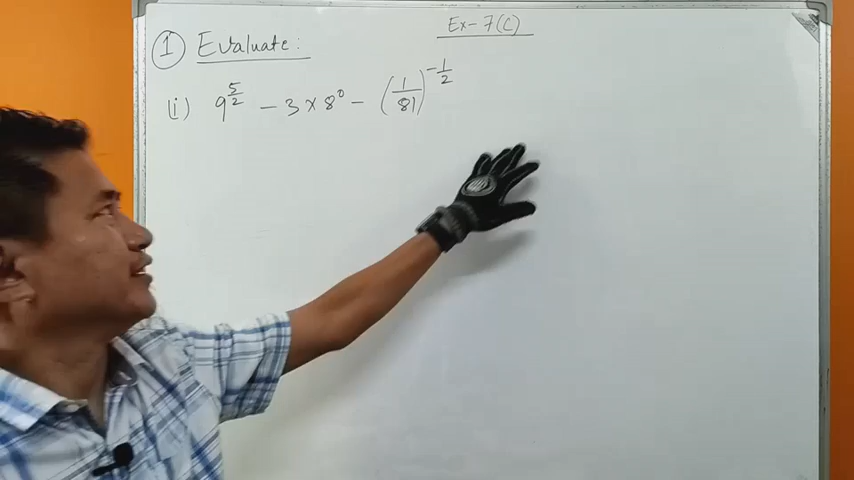 Ex-7(C)
① Evaluate:
(i) 9^{5/2} - 3 × 8^0 - (1/81)^{-1/2}